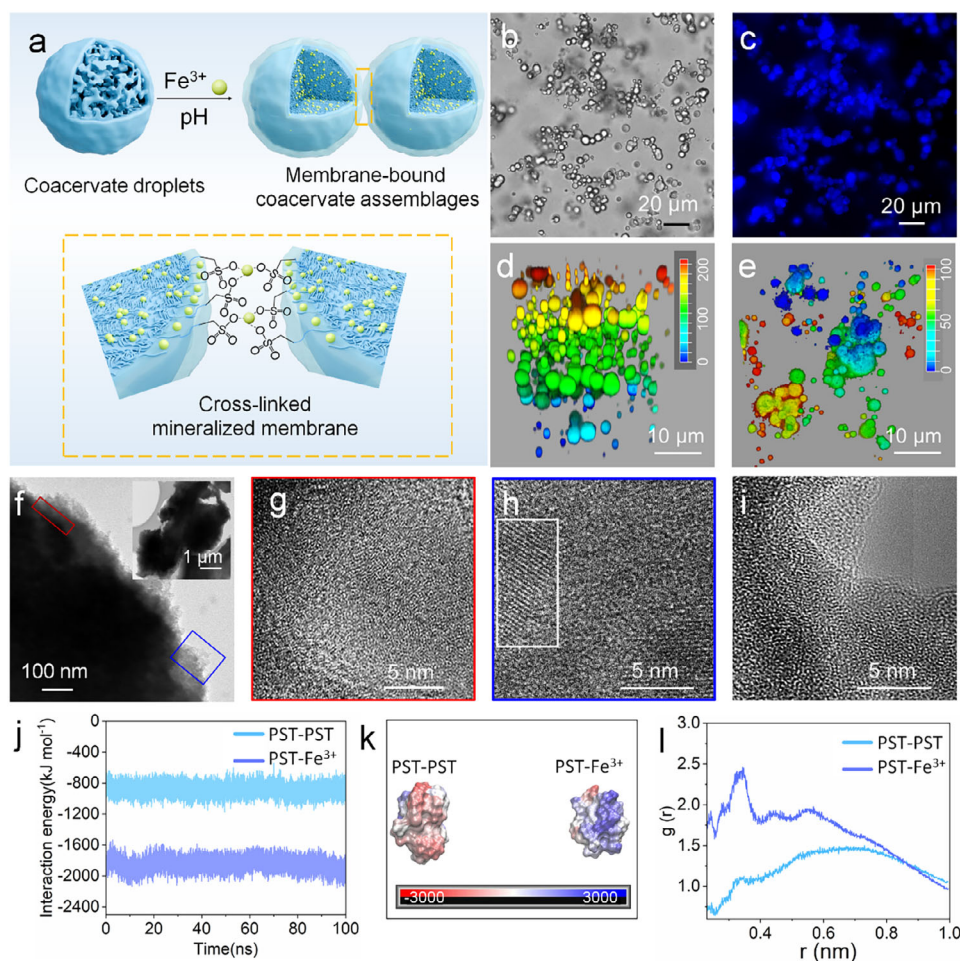 a
Fe³⁺
pH
Coacervate droplets
Membrane-bound
coacervate assemblages
O
S
O
O
Cross-linked
mineralized membrane
b
20 μm
c
20 μm
d
200
100
0
10 μm
e
100
50
0
10 μm
f
1 μm
100 nm
g
5 nm
h
5 nm
i
5 nm
j
PST-PST
PST-Fe³⁺
Interaction energy(kJ mol⁻¹)
0
-400
-800
-1200
-1600
-2000
-2400
0 20 40 60 80 100
Time(ns)
k
PST-PST
PST-Fe³⁺
-3000 3000
l
PST-PST
PST-Fe³⁺
g (r)
3.0
2.5
2.0
1.5
1.0
0.4 0.6 0.8 1.0
r (nm)